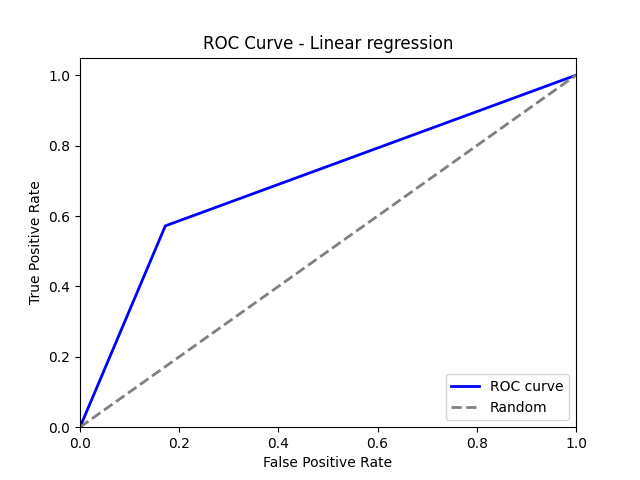 ROC Curve - Linear regression
True Positive Rate
1.0
0.8
0.6
0.4
0.2
0.0
0.0 0.2 0.4 0.6 0.8 1.0
False Positive Rate
ROC curve
Random